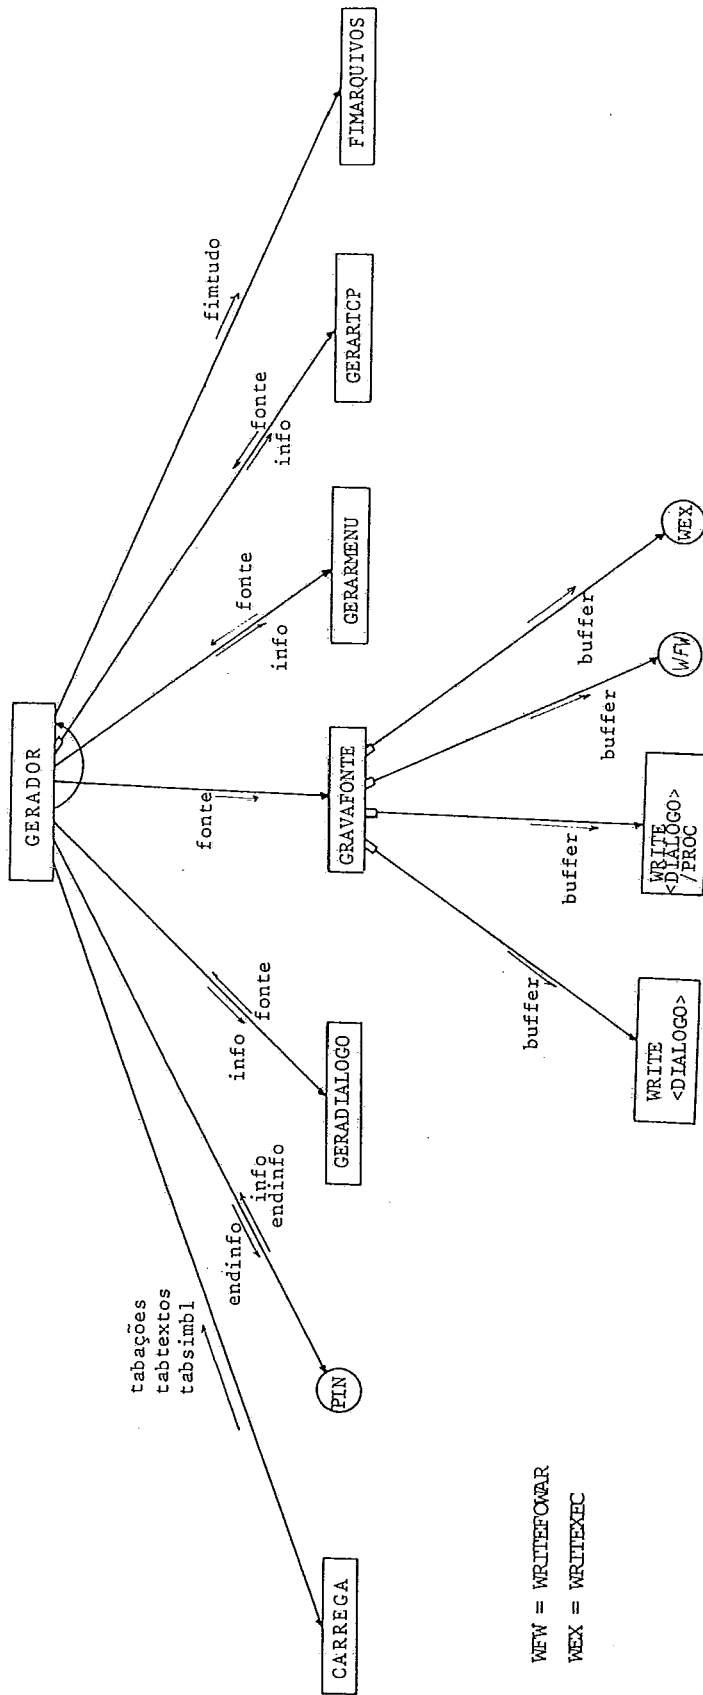 GERADOR
tabações
tabtextos
tabsimbl
endinfo
info
endinfo
info
fonte
fonte
info
fonte
info
fonte
fimtudo
CARREGA
PIN
GERADIALOGO
GRAVAFONTE
GERARMENU
GERARTCP
FIMARQUIVOS
buffer
buffer
buffer
buffer
WRITE
<DIALOGO>
WRITE
<DIALOGO>
/PROC
WFW
WEX
WFW = WRITEFOWAR
WEX = WRITEXEC